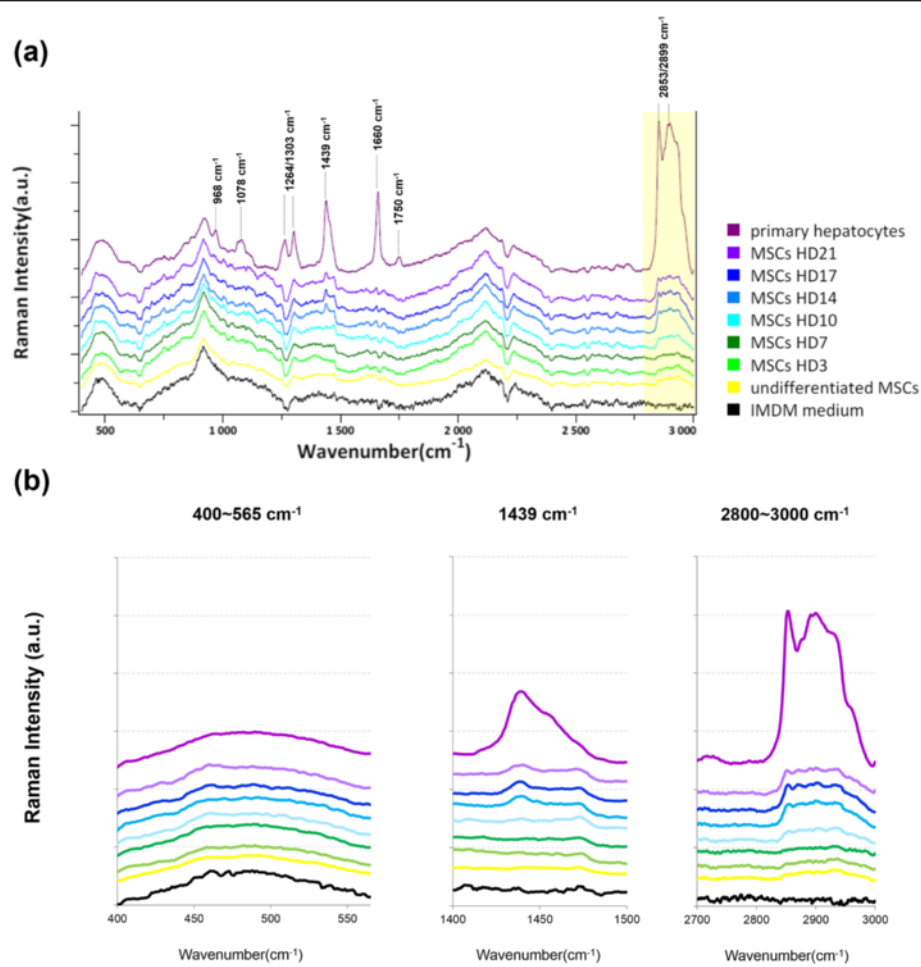 (a)
968 cm-1
1078 cm-1
1264/1303 cm-1
1439 cm-1
1660 cm-1
1750 cm-1
2853/2899 cm-1
Raman Intensity(a.u.)
primary hepatocytes
MSCs HD21
MSCs HD17
MSCs HD14
MSCs HD10
MSCs HD7
MSCs HD3
undifferentiated MSCs
IMDM medium
500 1 000 1 500 2 000 2 500 3 000
Wavenumber(cm-1)
(b)
400~565 cm-1 1439 cm-1 2800~3000 cm-1
Raman Intensity (a.u.)
400 450 500 550 1400 1450 1500 2700 2800 2900 3000
Wavenumber(cm-1) Wavenumber(cm-1) Wavenumber(cm-1)